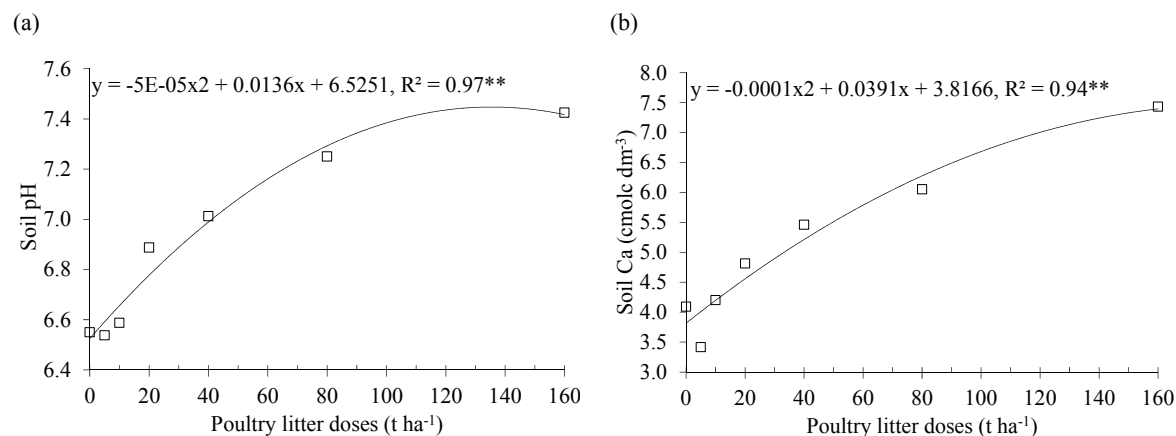 (a)
y = -5E-05x2 + 0.0136x + 6.5251, R² = 0.97**
7.6
7.4
7.2
7.0
6.8
6.6
6.4
Soil pH
0 20 40 60 80 100 120 140 160
Poultry litter doses (t ha⁻¹)
(b)
y = -0.0001x2 + 0.0391x + 3.8166, R² = 0.94**
8.0
7.5
7.0
6.5
6.0
5.5
5.0
4.5
4.0
3.5
3.0
Soil Ca (cmolc dm⁻³)
0 20 40 60 80 100 120 140 160
Poultry litter doses (t ha⁻¹)